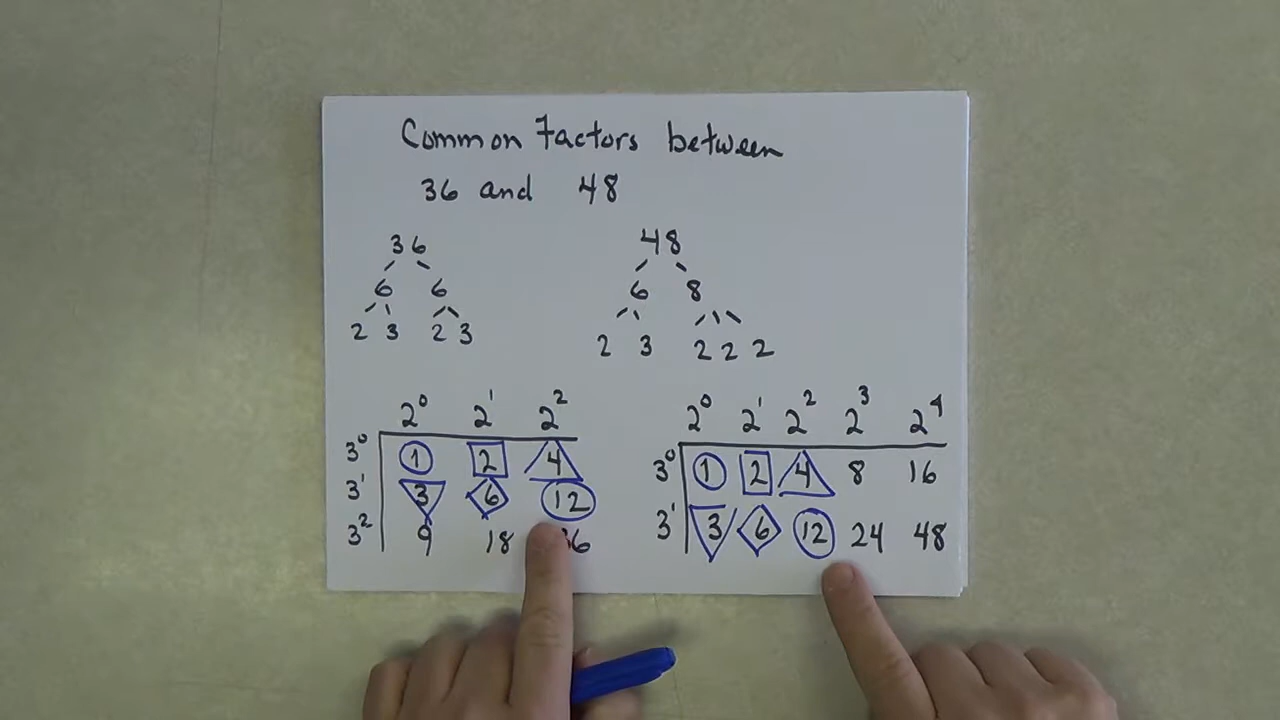 Common Factors between
36 and 48
36
6 6
2 3 2 3
48
6 8
2 3 2 2 2
2⁰ 2¹ 2²
3⁰ 1 2 4
3¹ 3 6 12
3² 9 18 36
2⁰ 2¹ 2² 2³ 2⁴
3⁰ 1 2 4 8 16
3¹ 3 6 12 24 48